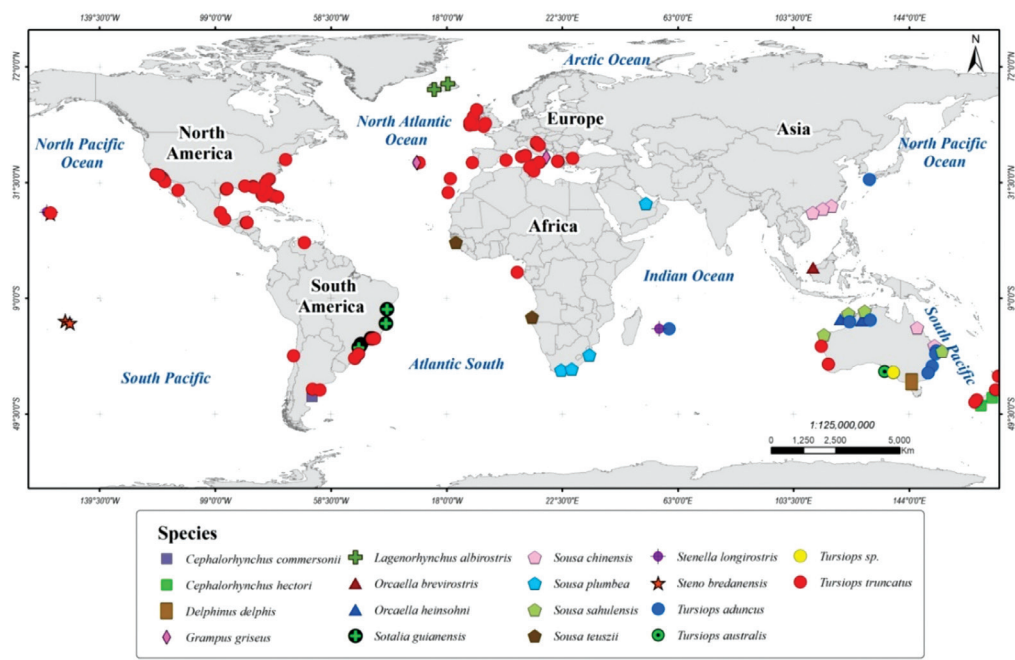 139°30'0"W 99°0'0"W 58°30'0"W 18°0'0"W 22°30'0"E 63°0'0"E 103°30'0"E 144°0'0"E
N
72°0'0"N
72°0'0"N
Arctic Ocean
North Pacific
Ocean
North
America
North Atlantic
Ocean
Europe
Asia
North Pacific
Ocean
31°30'0"N
31°30'0"N
Africa
Indian Ocean
South
America
9°0'0"S
9°0'0"S
South Pacific
Atlantic South
South Pacific
49°30'0"S
49°30'0"S
1:125,000,000
0 1,250 2,500 5,000
Km
139°30'0"W 99°0'0"W 58°30'0"W 18°0'0"W 22°30'0"E 63°0'0"E 103°30'0"E 144°0'0"E
Species
Cephalorhynchus commersonii
Cephalorhynchus hectori
Delphinus delphis
Grampus griseus
Lagenorhynchus albirostris
Orcaella brevirostris
Orcaella heinsohni
Sotalia guianensis
Sousa chinensis
Sousa plumbea
Sousa sahulensis
Sousa teuszii
Stenella longirostris
Steno bredanensis
Tursiops aduncus
Tursiops australis
Tursiops sp.
Tursiops truncatus